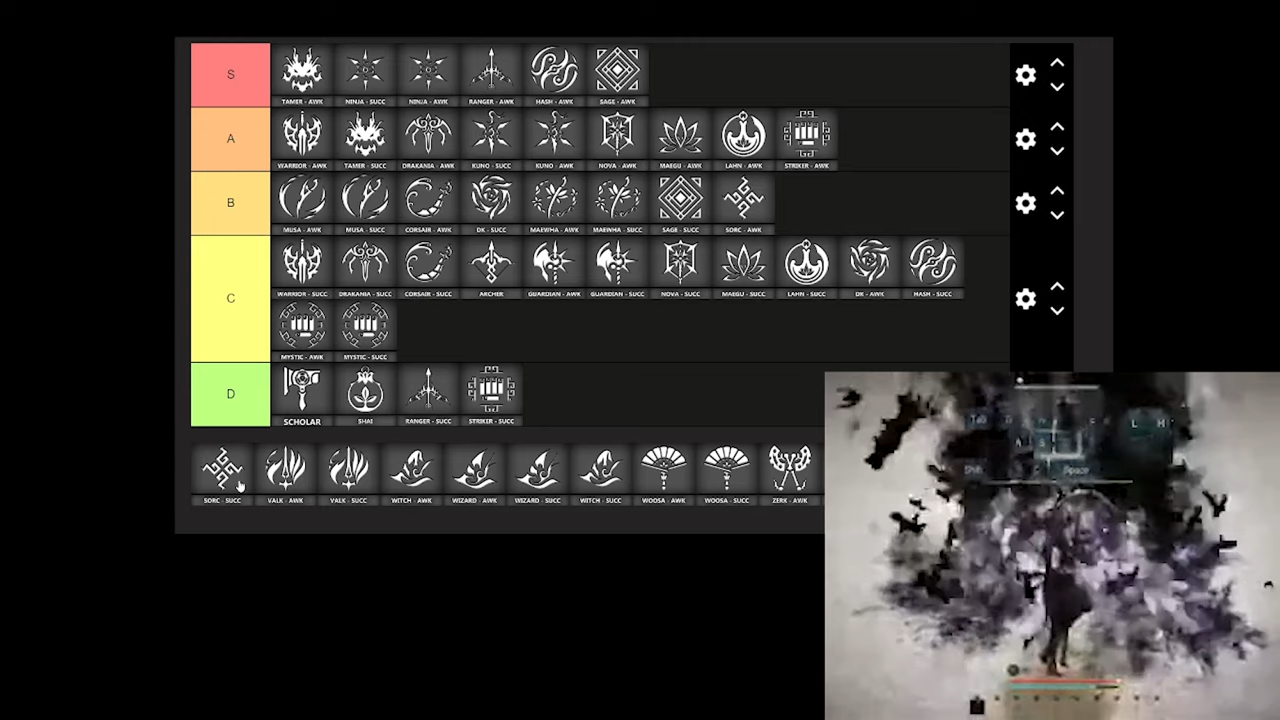 S
TAMER - AWK NINJA - SUCC NINJA - AWK RANGER - AWK HASH - AWK SAGE - AWK
A
WARRIOR - AWK TAMER - SUCC DRAKANIA - AWK KUNO - SUCC KUNO - AWK NOVA - AWK MAEGU - AWK LAHN - AWK STRIKER - AWK
B
MUSA - AWK MUSA - SUCC CORSAIR - AWK DK - SUCC MAEWHA - AWK MAEWHA - SUCC SAGE - SUCC SORC - AWK
C
WARRIOR - SUCC DRAKANIA - SUCC CORSAIR - SUCC ARCHER GUARDIAN - AWK GUARDIAN - SUCC NOVA - SUCC MAEGU - SUCC LAHN - SUCC DK - AWK HASH - SUCC
MYSTIC - AWK MYSTIC - SUCC
D
SCHOLAR SHAI RANGER - SUCC STRIKER - SUCC
SORC - SUCC VALK - AWK VALK - SUCC WITCH - AWK WIZARD - AWK WIZARD - SUCC WITCH - SUCC WOOSA - AWK WOOSA - SUCC ZERK - AWK
Tab
L H
A S
Shift
Space